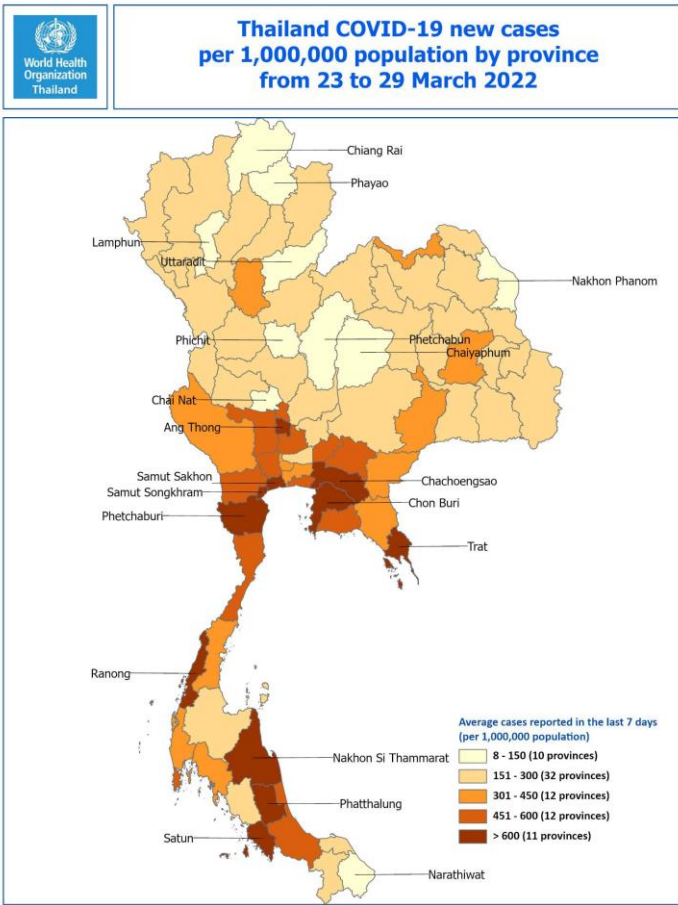 World Health
Organization
Thailand
Thailand COVID-19 new cases
per 1,000,000 population by province
from 23 to 29 March 2022
Chiang Rai
Phayao
Lamphun
Uttaradit
Nakhon Phanom
Phichit
Phetchabun
Chaiyaphum
Chai Nat
Ang Thong
Samut Sakhon
Chachoengsao
Samut Songkhram
Chon Buri
Phetchaburi
Trat
Ranong
Average cases reported in the last 7 days
(per 1,000,000 population)
8 - 150 (10 provinces)
Nakhon Si Thammarat
151 - 300 (32 provinces)
301 - 450 (12 provinces)
Phatthalung
451 - 600 (12 provinces)
Satun
> 600 (11 provinces)
Narathiwat